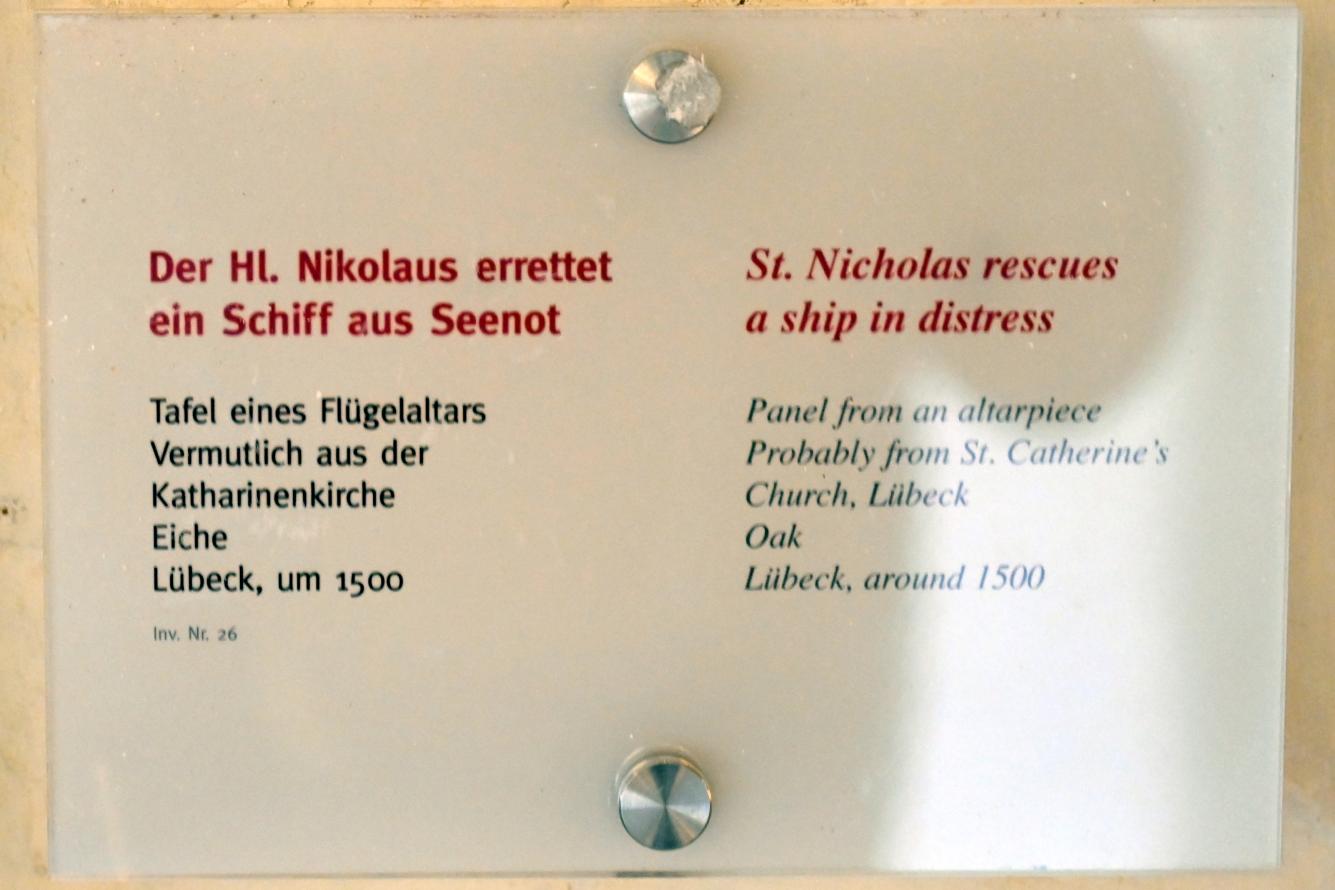 Der Hl. Nikolaus errettet
ein Schiff aus Seenot
Tafel eines Flügelaltars
Vermutlich aus der
Katharinenkirche
Eiche
Lübeck, um 1500
Inv. Nr. 26
St. Nicholas rescues
a ship in distress
Panel from an altarpiece
Probably from St. Catherine's
Church, Lübeck
Oak
Lübeck, around 1500